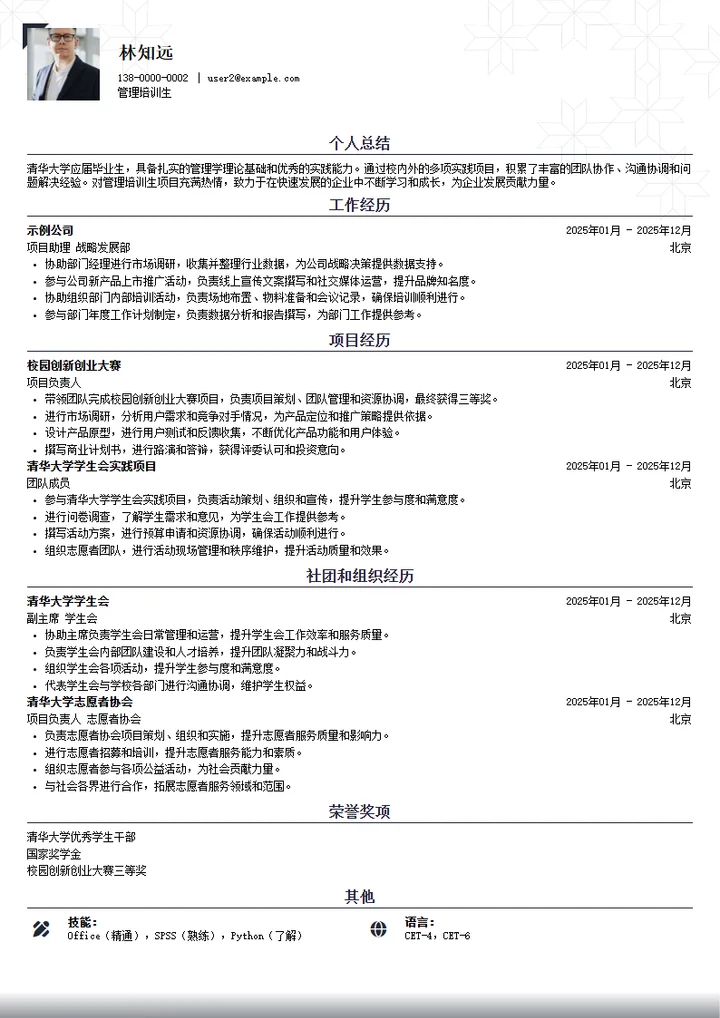 林知远
138-0000-0002 | user2@example.com
管理培训生
个人总结
清华大学应届毕业生，具备扎实的管理学理论基础和优秀的实践能力。通过校内外的多项实践项目，积累了丰富的团队协作、沟通协调和问
题解决经验。对管理培训生项目充满热情，致力于在快速发展的企业中不断学习和成长，为企业发展贡献力量。
工作经历
示例公司 2025年01月 - 2025年12月
项目助理 战略发展部 北京
• 协助部门经理进行市场调研，收集并整理行业数据，为公司战略决策提供数据支持。
• 参与公司新产品上市推广活动，负责线上宣传文案撰写和社交媒体运营，提升品牌知名度。
• 协助组织部门内部培训活动，负责场地布置、物料准备和会议记录，确保培训顺利进行。
• 参与部门年度工作计划制定，负责数据分析和报告撰写，为部门工作提供参考。
项目经历
校园创新创业大赛 2025年01月 - 2025年12月
项目负责人 北京
• 带领团队完成校园创新创业大赛项目，负责项目策划、团队管理和资源协调，最终获得三等奖。
• 进行市场调研，分析用户需求和竞争对手情况，为产品定位和推广策略提供依据。
• 设计产品原型，进行用户测试和反馈收集，不断优化产品功能和用户体验。
• 撰写商业计划书，进行路演和答辩，获得评委认可和投资意向。
清华大学学生会实践项目 2025年01月 - 2025年12月
团队成员 北京
• 参与清华大学学生会实践项目，负责活动策划、组织和宣传，提升学生参与度和满意度。
• 进行问卷调查，了解学生需求和意见，为学生会工作提供参考。
• 撰写活动方案，进行预算申请和资源协调，确保活动顺利进行。
• 组织志愿者团队，进行活动现场管理和秩序维护，提升活动质量和效果。
社团和组织经历
清华大学学生会 2025年01月 - 2025年12月
副主席 学生会 北京
• 协助主席负责学生会日常管理和运营，提升学生会工作效率和服务质量。
• 负责学生会内部团队建设和人才培养，提升团队凝聚力和战斗力。
• 组织学生会各项活动，提升学生参与度和满意度。
• 代表学生会与学校各部门进行沟通协调，维护学生权益。
清华大学志愿者协会 2025年01月 - 2025年12月
项目负责人 志愿者协会 北京
• 负责志愿者协会项目策划、组织和实施，提升志愿者服务质量和影响力。
• 进行志愿者招募和培训，提升志愿者服务能力和素质。
• 组织志愿者参与各项公益活动，为社会贡献力量。
• 与社会各界进行合作，拓展志愿者服务领域和范围。
荣誉奖项
清华大学优秀学生干部
国家奖学金
校园创新创业大赛三等奖
其他
技能： 语言：
Office（精通），SPSS（熟练），Python（了解） CET-4，CET-6